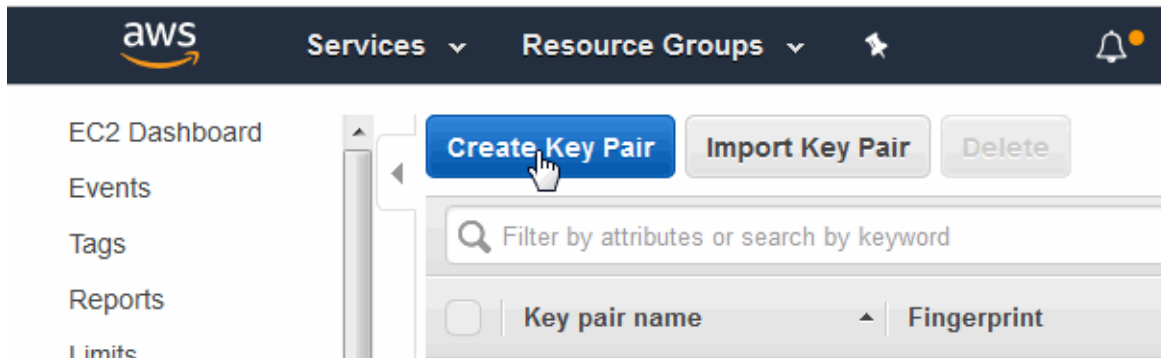 aws Services Resource Groups
EC2 Dashboard
Events
Tags
Reports
Limits
Create Key Pair Import Key Pair Delete
Filter by attributes or search by keyword
Key pair name Fingerprint